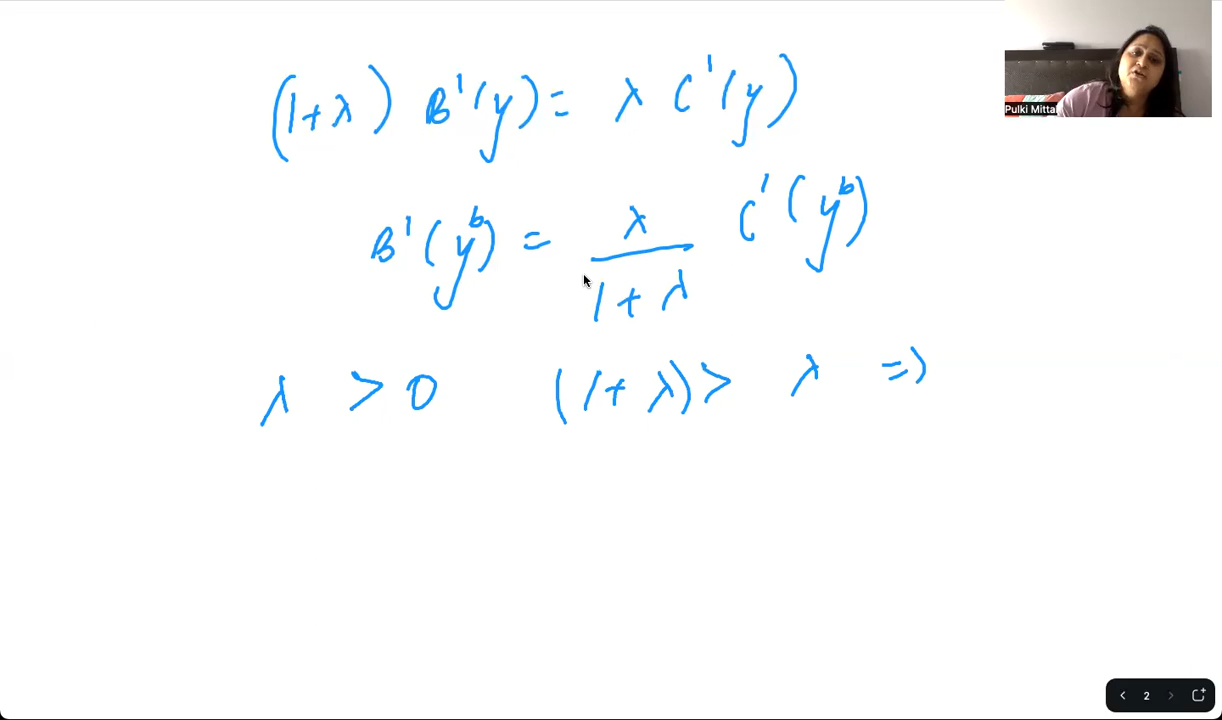 (1+λ) B'(y) = λ C'(y)
B'(y^b) = λ / 1+λ C'(y^b)
λ > 0 (1+λ) > λ =>
Pulki Mitta
2